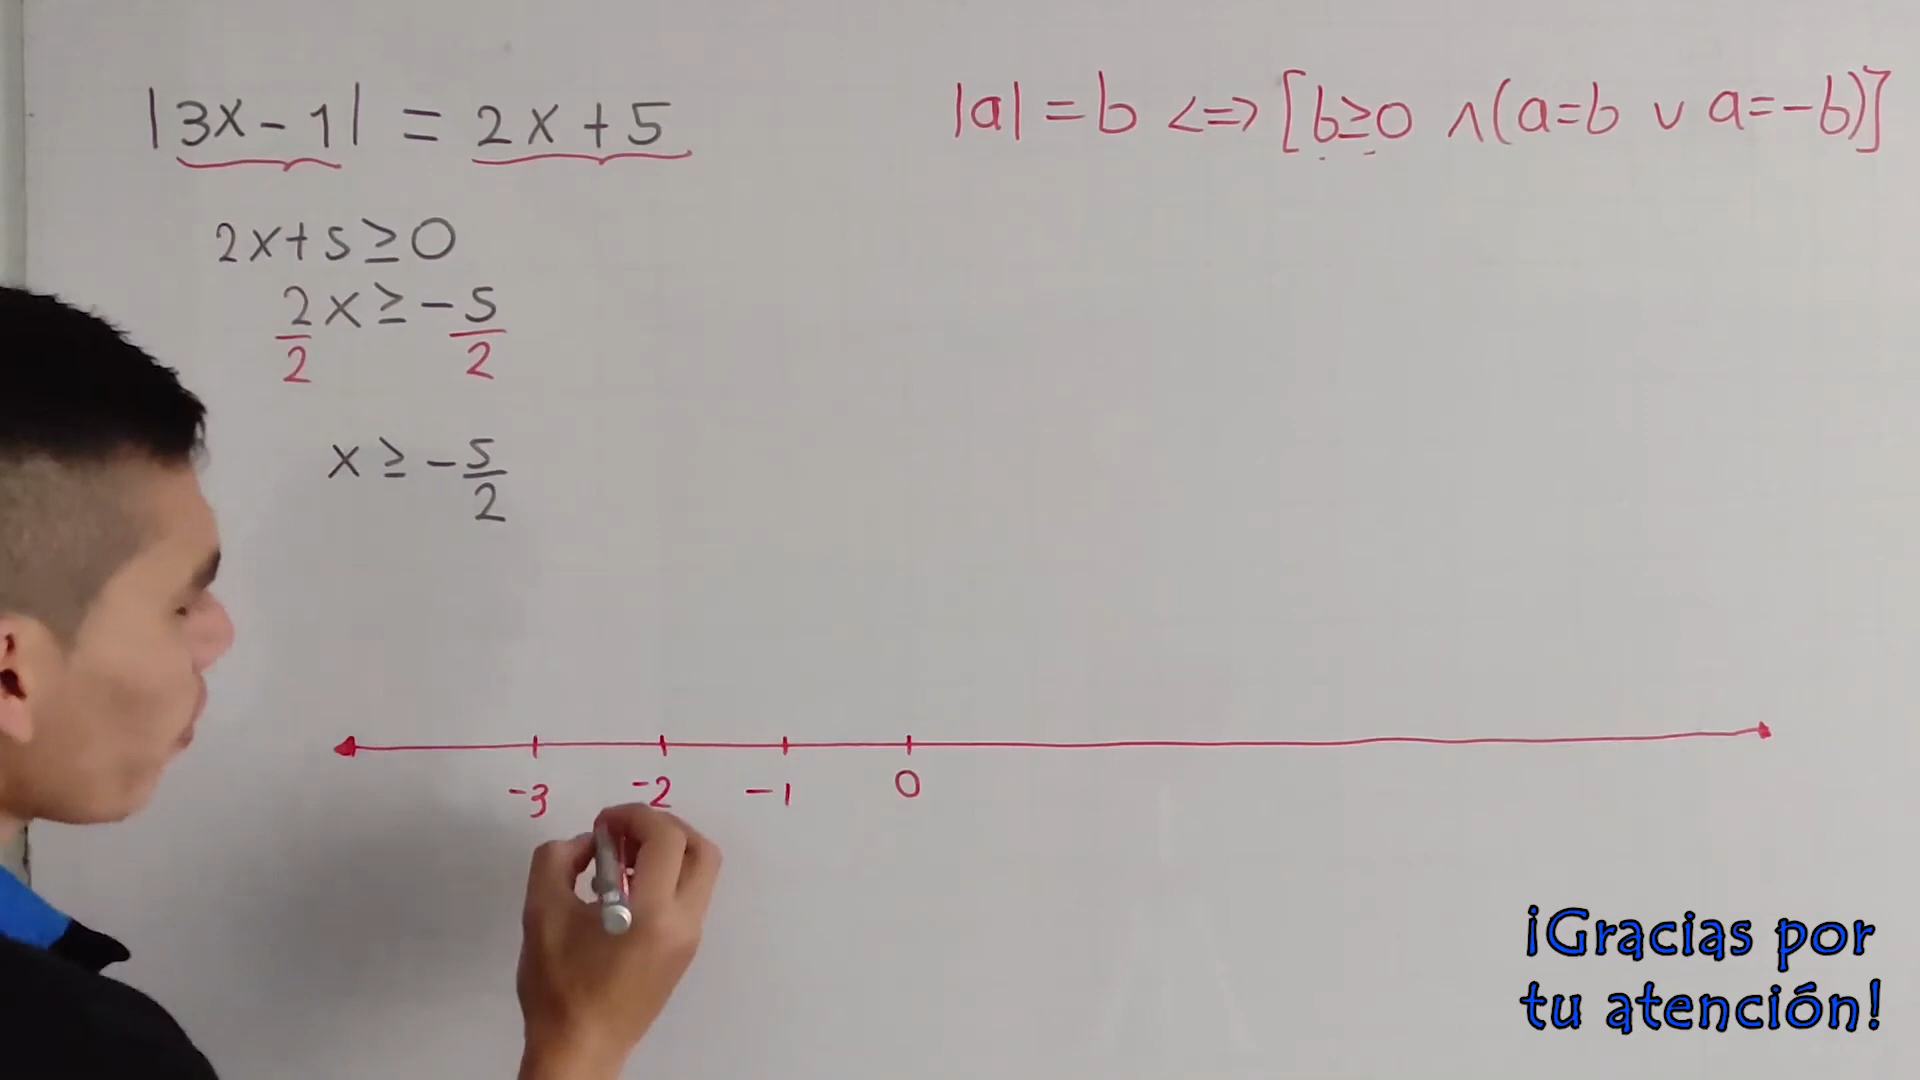 |3x-1| = 2x+5
|a| = b <=> [b≥0 ∧ (a=b ∨ a=-b)]
2x+5≥0
2x/2 ≥ -5/2
x ≥ -5/2
-3 -2 -1 0
¡Gracias por
tu atención!